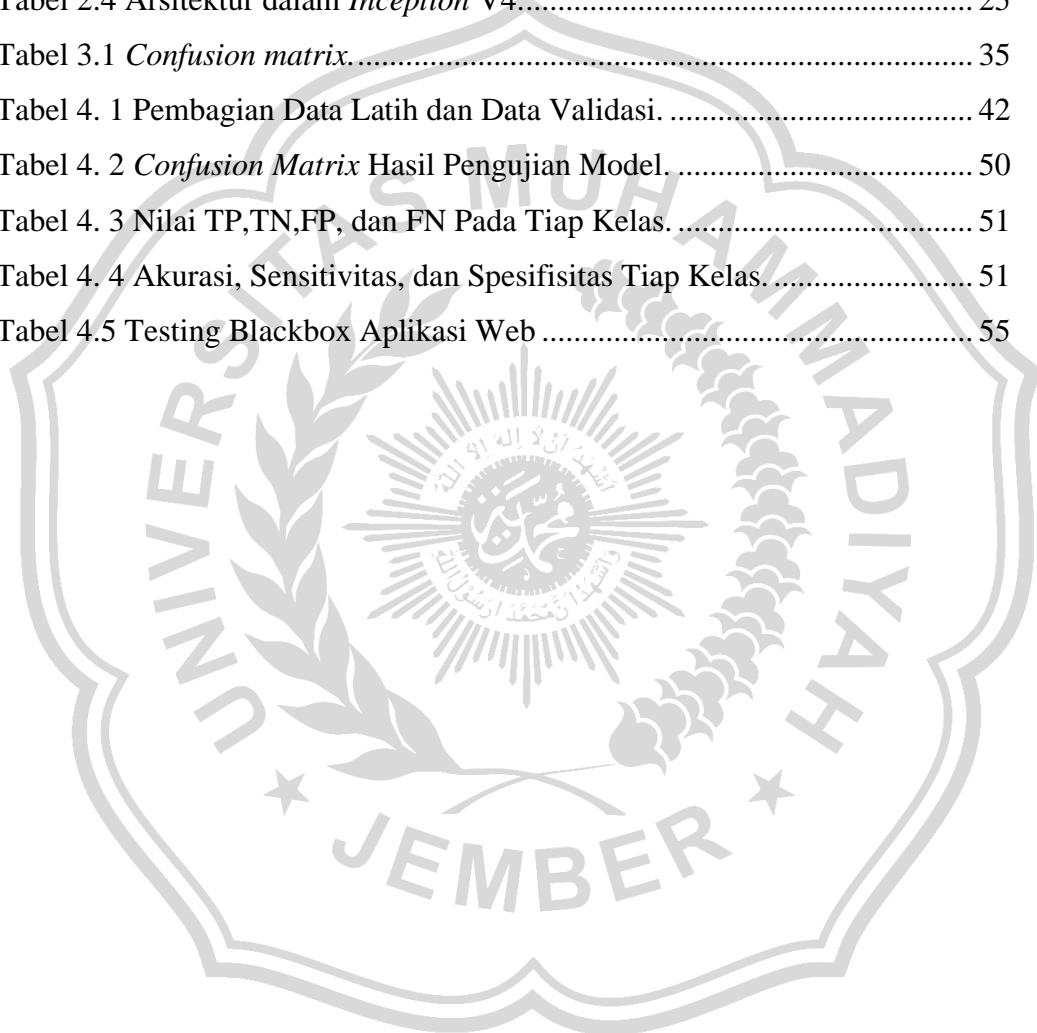 Tabel 2.4 Arsitektur dalam Inception V4.......................................................... 25
Tabel 3.1 Confusion matrix.............................................................................. 35
Tabel 4. 1 Pembagian Data Latih dan Data Validasi. ...................................... 42
Tabel 4. 2 Confusion Matrix Hasil Pengujian Model. ..................................... 50
Tabel 4. 3 Nilai TP,TN,FP, dan FN Pada Tiap Kelas. ..................................... 51
Tabel 4. 4 Akurasi, Sensitivitas, dan Spesifisitas Tiap Kelas. ......................... 51
Tabel 4.5 Testing Blackbox Aplikasi Web ...................................................... 55
UNIVERSITAS MUHAMMADIYAH
JEMBER